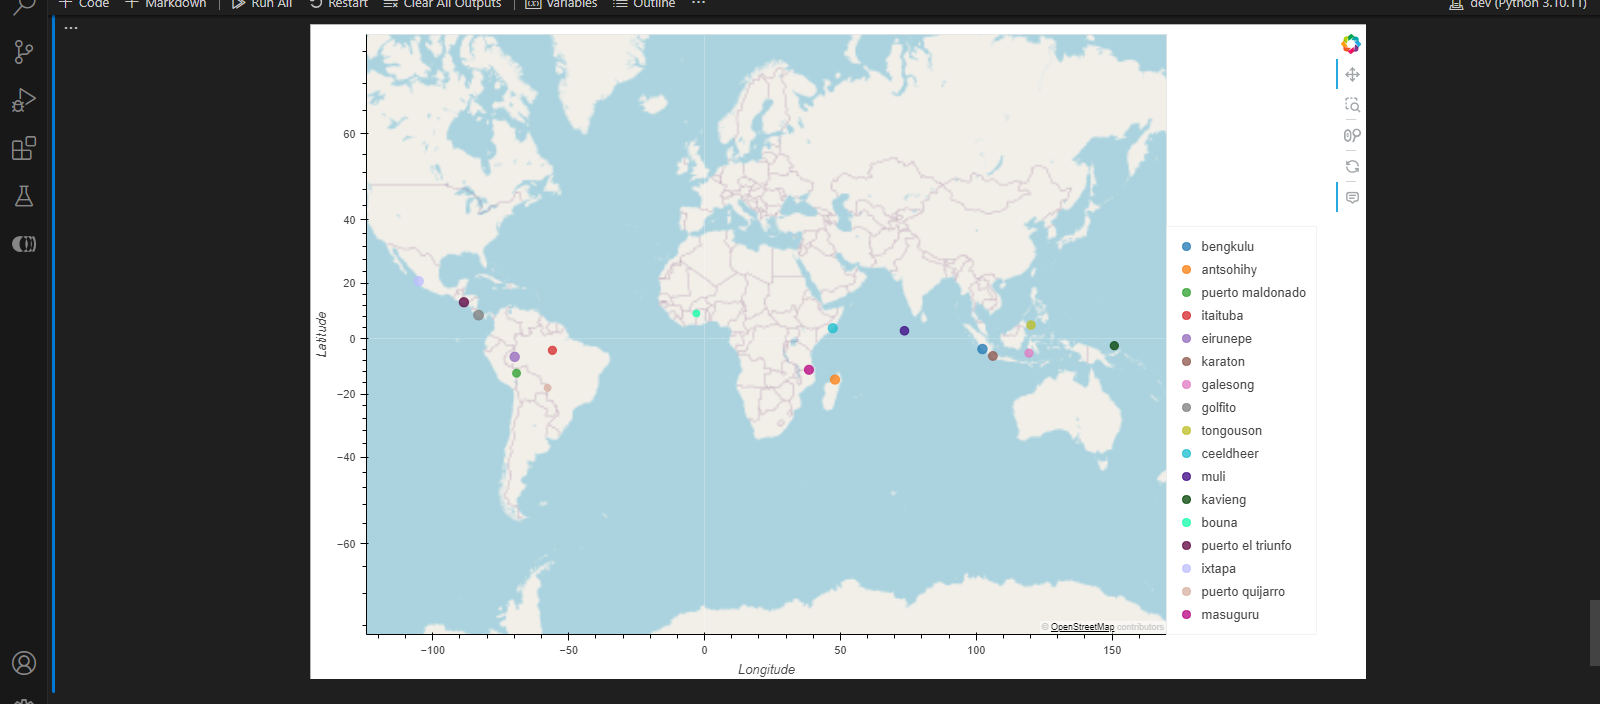 Code
Markdown
Run All
Restart
Clear All Outputs
Variables
Outline
dev (Python 3.10.11)
60
40
20
0
−20
−40
−60
Latitude
−100
−50
0
50
100
150
Longitude
© OpenStreetMap contributors
bengkulu
antsohihy
puerto maldonado
itaituba
eirunepe
karaton
galesong
golfito
tongouson
ceeldheer
muli
kavieng
bouna
puerto el triunfo
ixtapa
puerto quijarro
masuguru